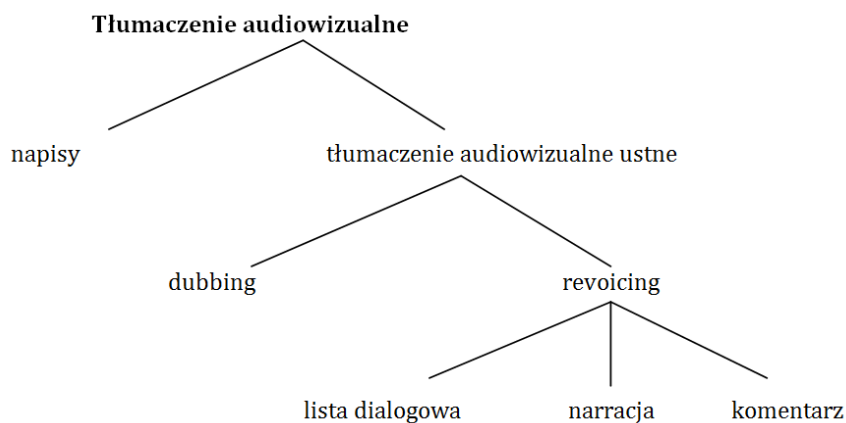 Tłumaczenie audiowizualne
napisy
tłumaczenie audiowizualne ustne
dubbing
revoicing
lista dialogowa
narracja
komentarz